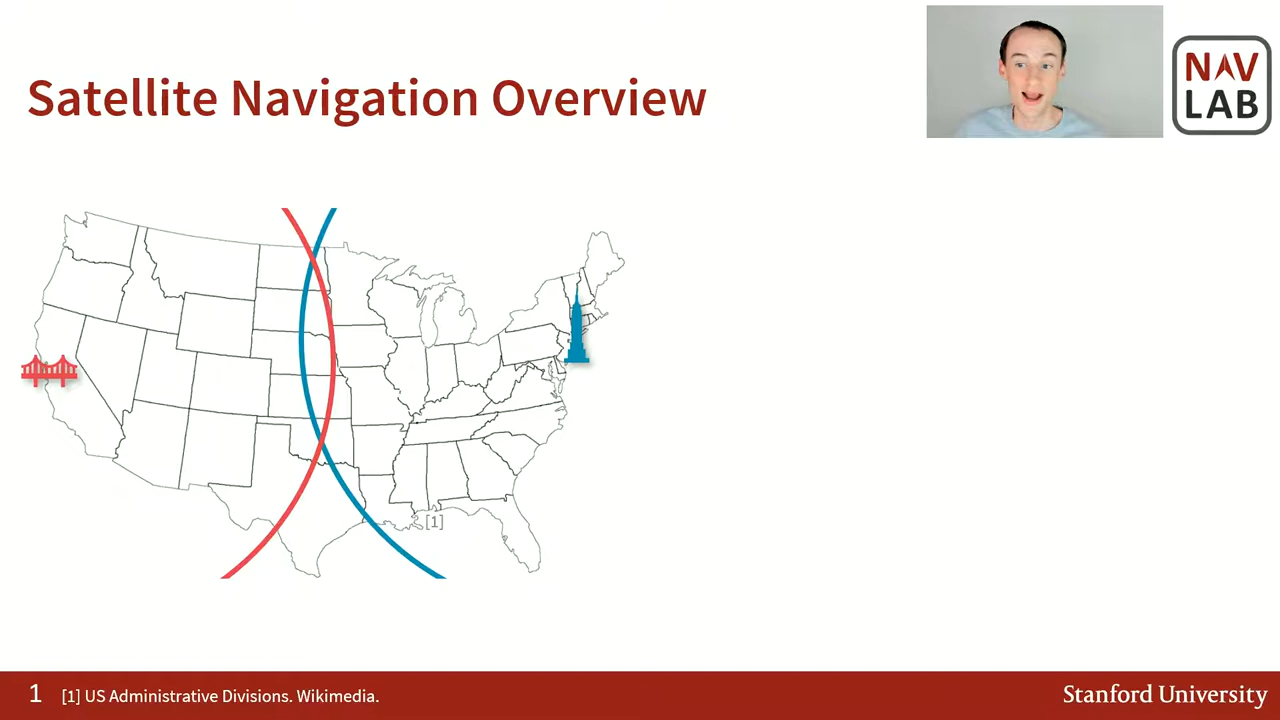 Satellite Navigation Overview
NAV
LAB
[1]
1
[1] US Administrative Divisions. Wikimedia.
Stanford University